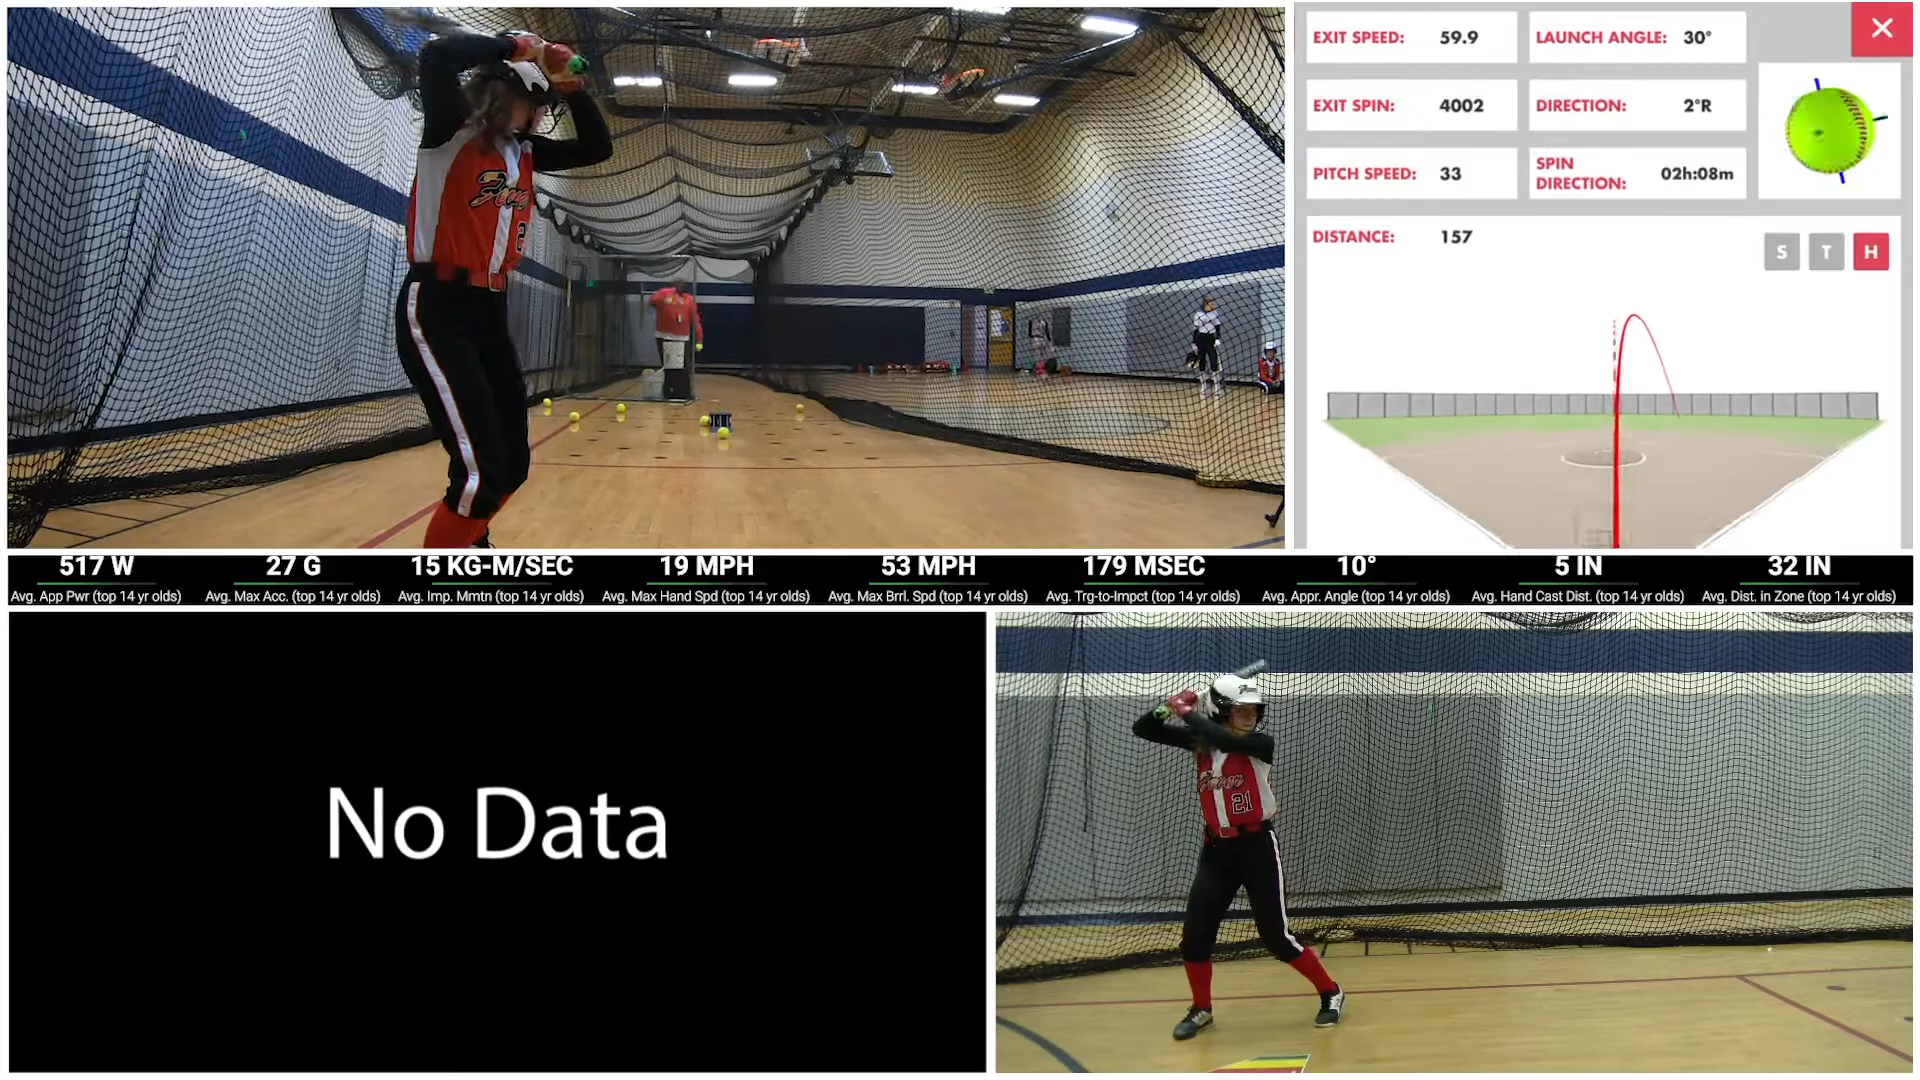 EXIT SPEED: 59.9
LAUNCH ANGLE: 30°
EXIT SPIN: 4002
DIRECTION: 2°R
PITCH SPEED: 33
SPIN
DIRECTION: 02h:08m
DISTANCE: 157
S T H
517 W
Avg. App Pwr (top 14 yr olds)
27 G
Avg. Max Acc. (top 14 yr olds)
15 KG-M/SEC
Avg. Imp. Mmtn (top 14 yr olds)
19 MPH
Avg. Max Hand Spd (top 14 yr olds)
53 MPH
Avg. Max Brrl. Spd (top 14 yr olds)
179 MSEC
Avg. Trg-to-Impct (top 14 yr olds)
10°
Avg. Appr. Angle (top 14 yr olds)
5 IN
Avg. Hand Cast Dist. (top 14 yr olds)
32 IN
Avg. Dist. in Zone (top 14 yr olds)
No Data
21